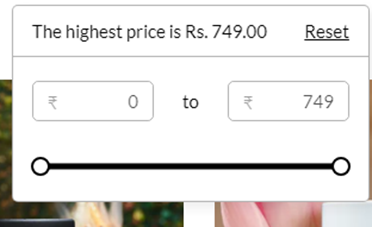 The highest price is Rs. 749.00 Reset
₹ 0 to ₹ 749